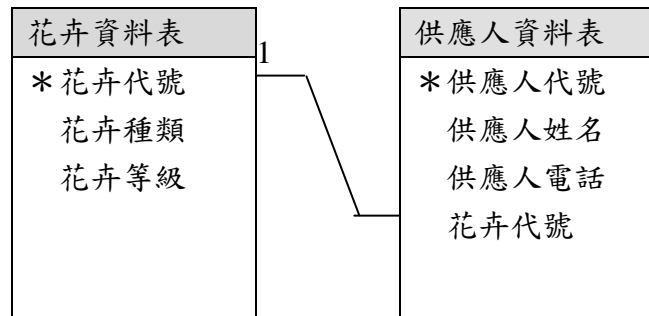 花卉資料表
＊花卉代號
花卉種類
花卉等級
1
供應人資料表
＊供應人代號
供應人姓名
供應人電話
花卉代號